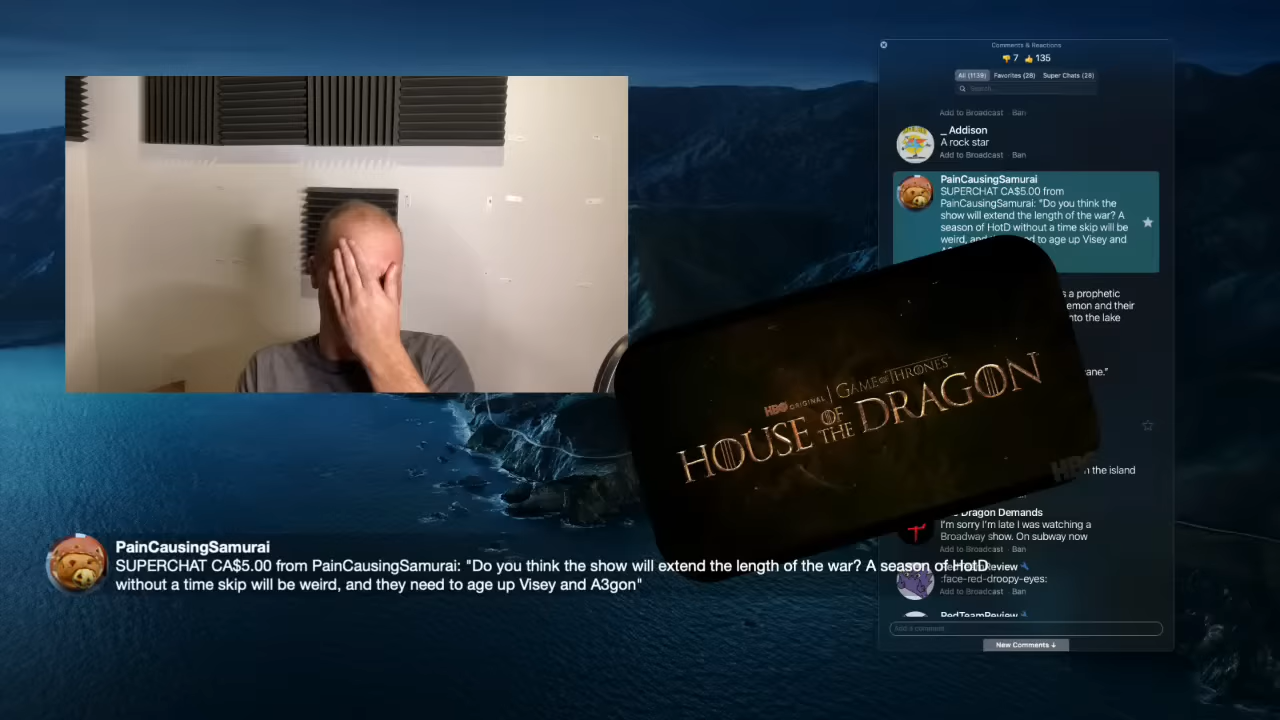 Comments & Reactions
7 135
All (1139) Favorites (28) Super Chats (28)
Search...
Add to Broadcast Ban
_ Addison
A rock star
Add to Broadcast Ban
PainCausingSamurai
SUPERCHAT CA$5.00 from
PainCausingSamurai: "Do you think the
show will extend the length of the war? A
season of HotD without a time skip will be
weird, and to age up Visey and
s a prophetic
emon and their
nto the lake
ane."
n the island
HBO ORIGINAL | GAME OF THRONES
HOUSE OF THE DRAGON
HBO
Dragon Demands
I'm sorry I'm late I was watching a
Broadway show. On subway now
Add to Broadcast Ban
:face-red-droopy-eyes:
Add to Broadcast Ban
RedTeamReview
Add a comment
New Comments ↓
PainCausingSamurai
SUPERCHAT CA$5.00 from PainCausingSamurai: "Do you think the show will extend the length of the war? A season of HotD
without a time skip will be weird, and they need to age up Visey and A3gon"